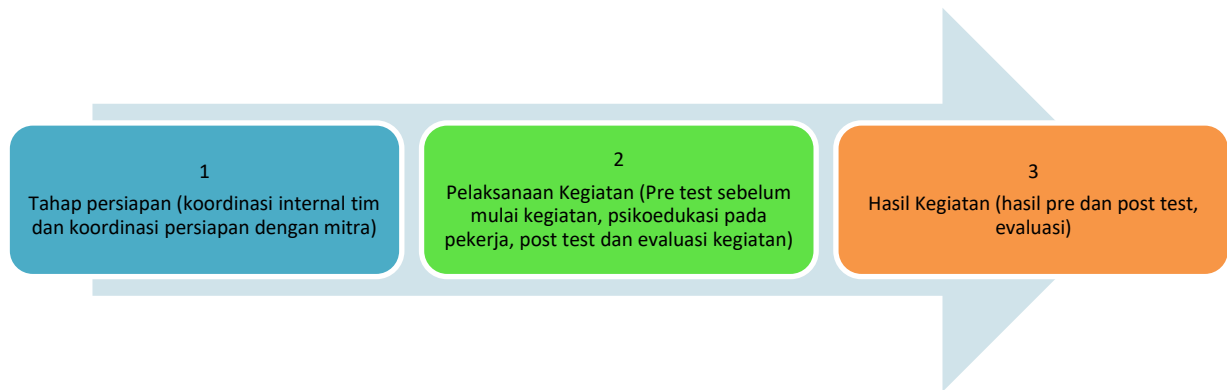 1
Tahap persiapan (koordinasi internal tim
dan koordinasi persiapan dengan mitra)
2
Pelaksanaan Kegiatan (Pre test sebelum
mulai kegiatan, psikoedukasi pada
pekerja, post test dan evaluasi kegiatan)
3
Hasil Kegiatan (hasil pre dan post test,
evaluasi)